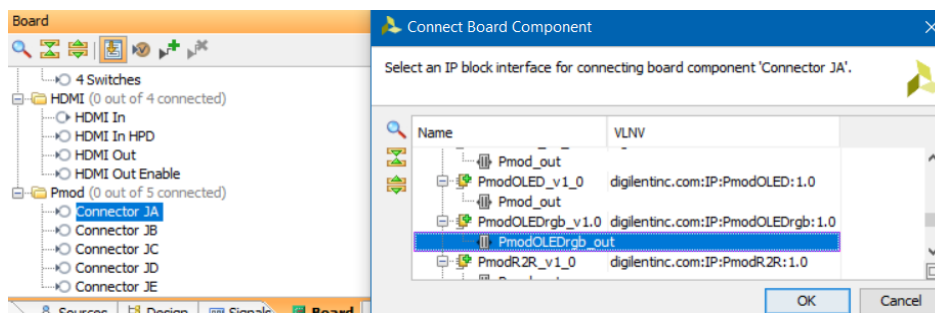 Board
4 Switches
HDMI (0 out of 4 connected)
HDMI In
HDMI In HPD
HDMI Out
HDMI Out Enable
Pmod (0 out of 5 connected)
Connector JA
Connector JB
Connector JC
Connector JD
Connector JE
Sources Design Signals Board
Connect Board Component
Select an IP block interface for connecting board component 'Connector JA'.
Name VLNV
Pmod_out
PmodOLED_v1_0 digilentinc.com:IP:PmodOLED:1.0
Pmod_out
PmodOLEDrgb_v1.0 digilentinc.com:IP:PmodOLEDrgb:1.0
PmodOLEDrgb_out
PmodR2R_v1_0 digilentinc.com:IP:PmodR2R:1.0
OK Cancel